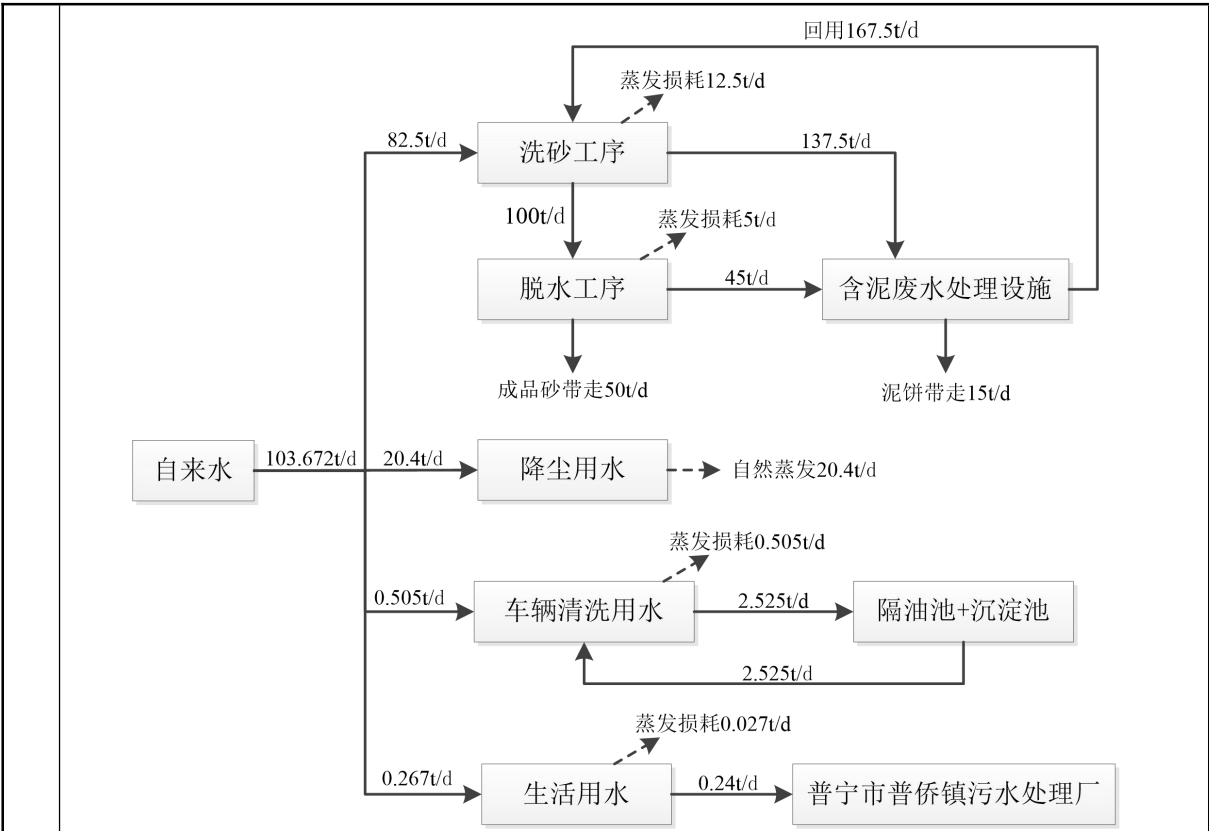 回用167.5t/d
蒸发损耗12.5t/d
82.5t/d
洗砂工序
137.5t/d
100t/d
蒸发损耗5t/d
脱水工序
45t/d
含泥废水处理设施
成品砂带走50t/d
泥饼带走15t/d
自来水
103.672t/d
20.4t/d
降尘用水
自然蒸发20.4t/d
蒸发损耗0.505t/d
0.505t/d
车辆清洗用水
2.525t/d
隔油池+沉淀池
2.525t/d
蒸发损耗0.027t/d
0.267t/d
生活用水
0.24t/d
普宁市普侨镇污水处理厂